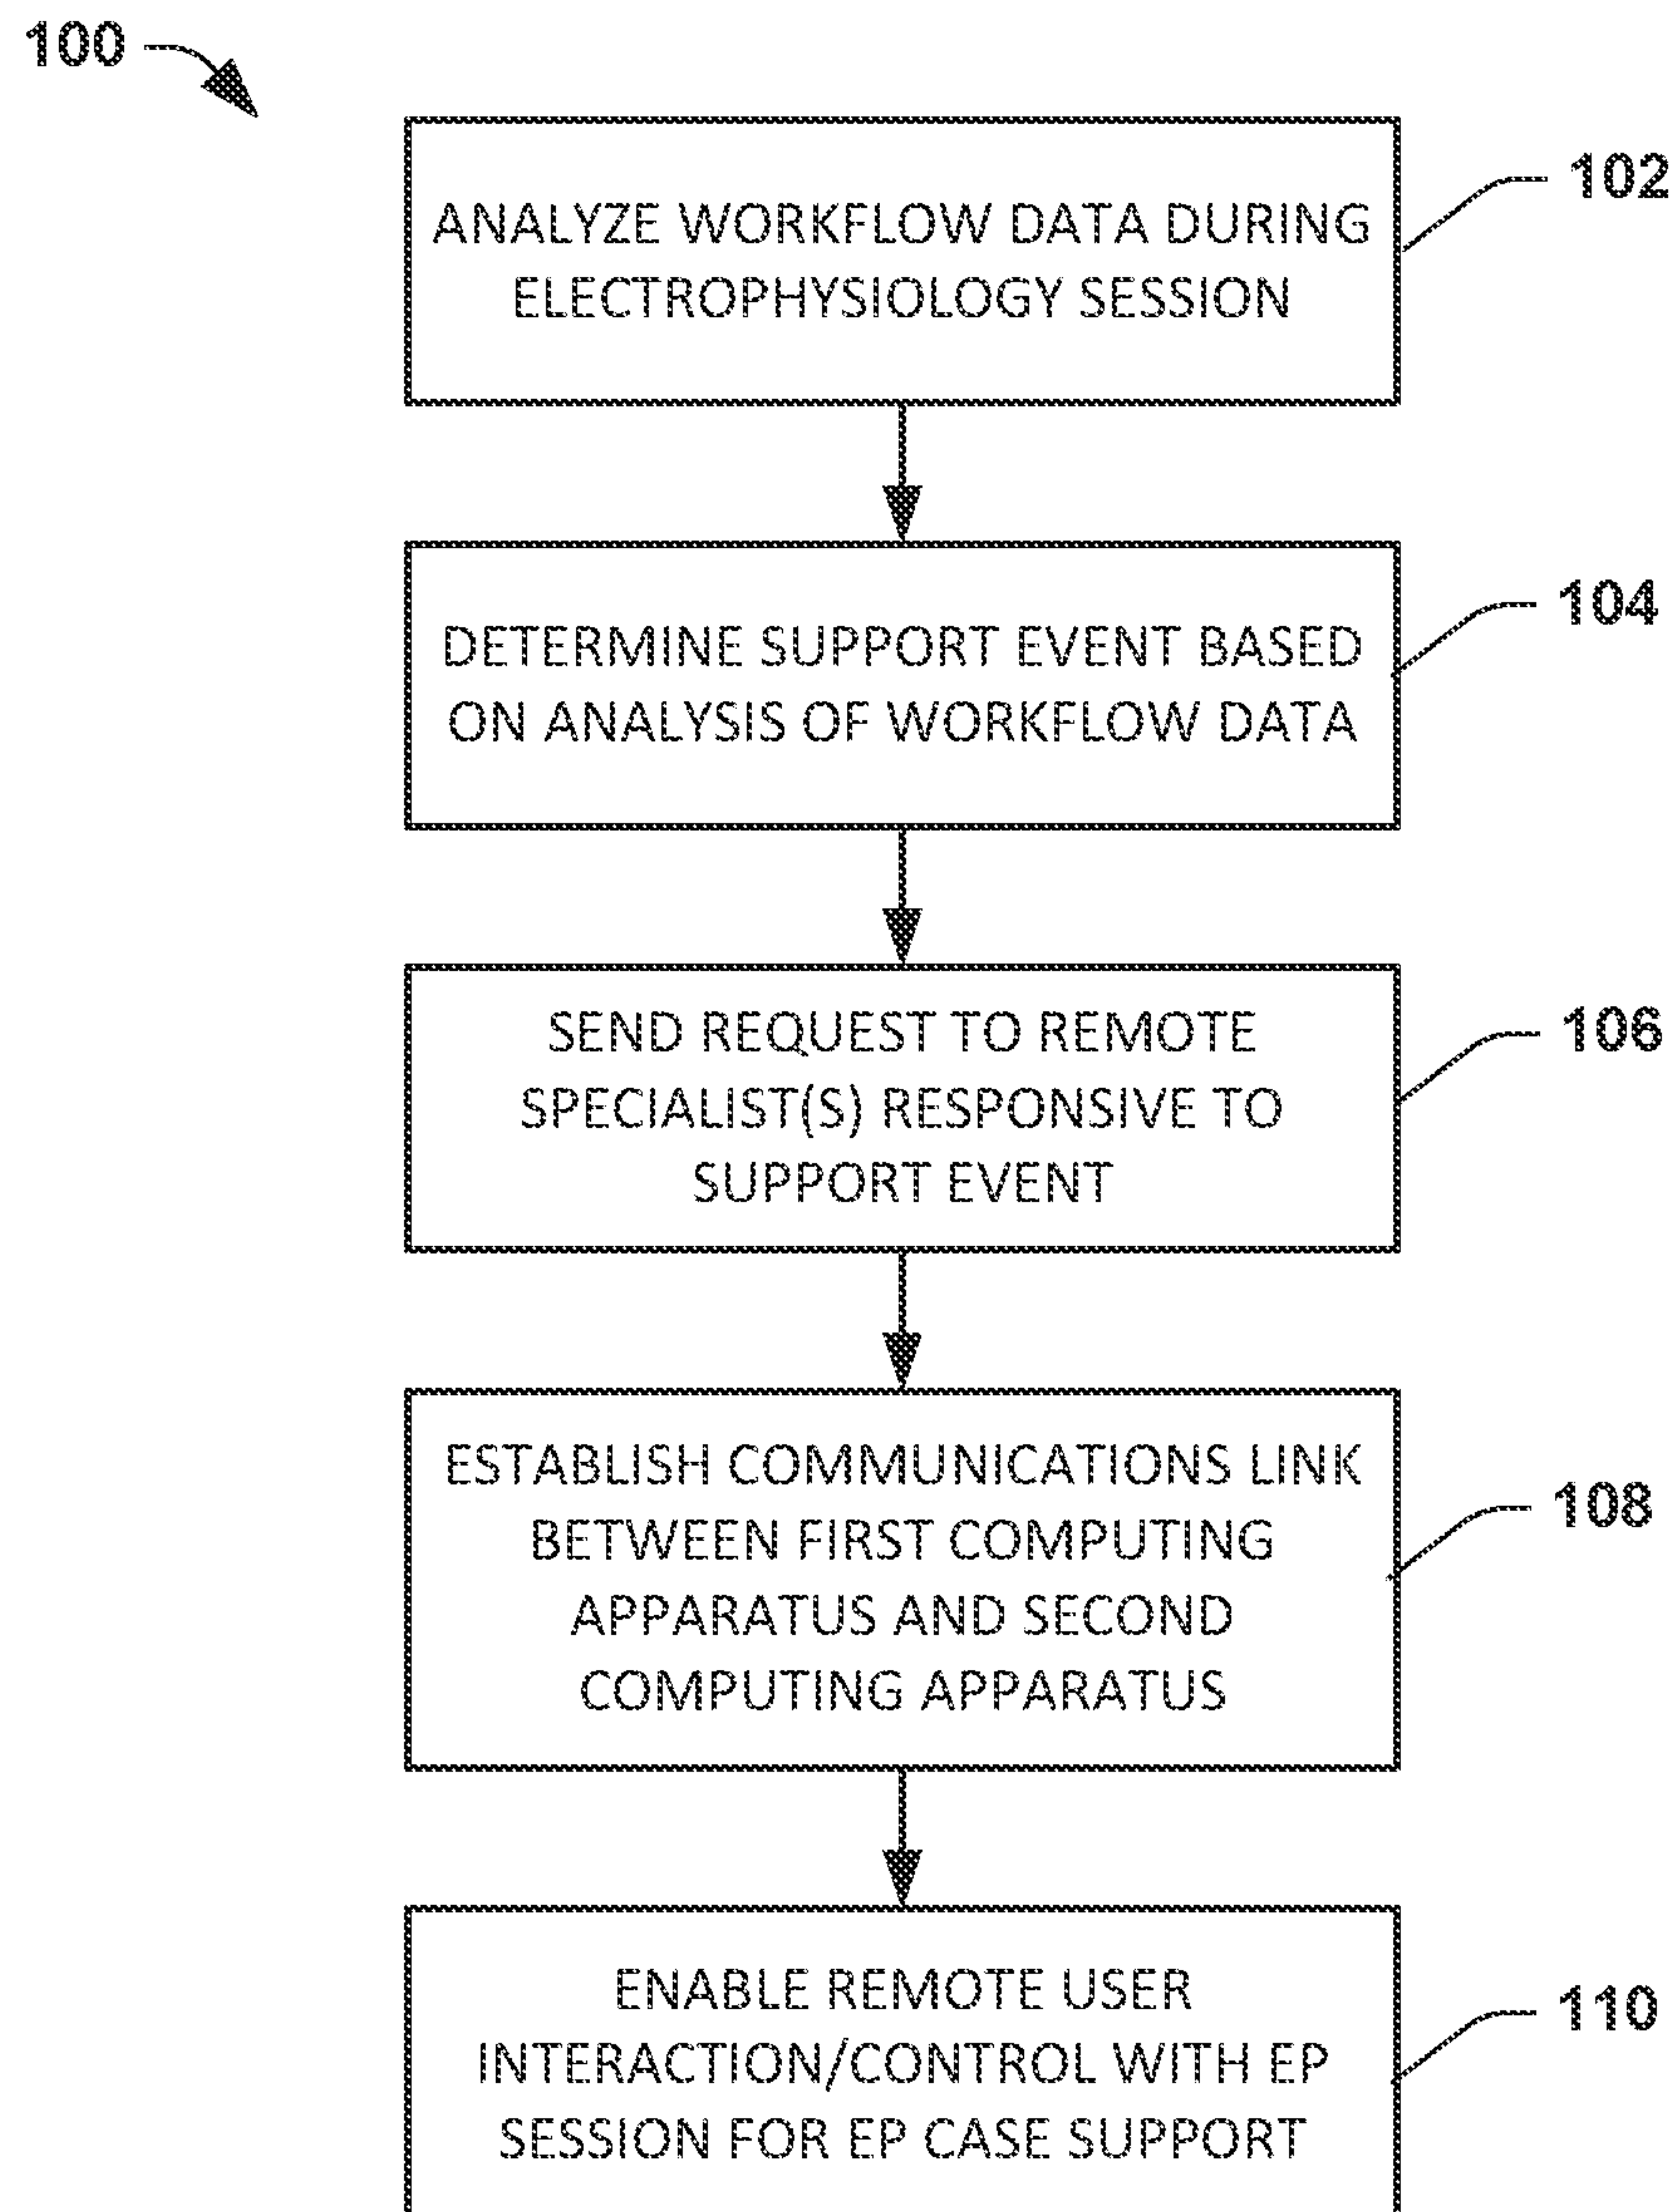 100
102
ANALYZE WORKFLOW DATA DURING
ELECTROPHYSIOLOGY SESSION
104
DETERMINE SUPPORT EVENT BASED
ON ANALYSIS OF WORKFLOW DATA
106
SEND REQUEST TO REMOTE
SPECIALIST(S) RESPONSIVE TO
SUPPORT EVENT
108
ESTABLISH COMMUNICATIONS LINK
BETWEEN FIRST COMPUTING
APPARATUS AND SECOND
COMPUTING APPARATUS
110
ENABLE REMOTE USER
INTERACTION/CONTROL WITH EP
SESSION FOR EP CASE SUPPORT